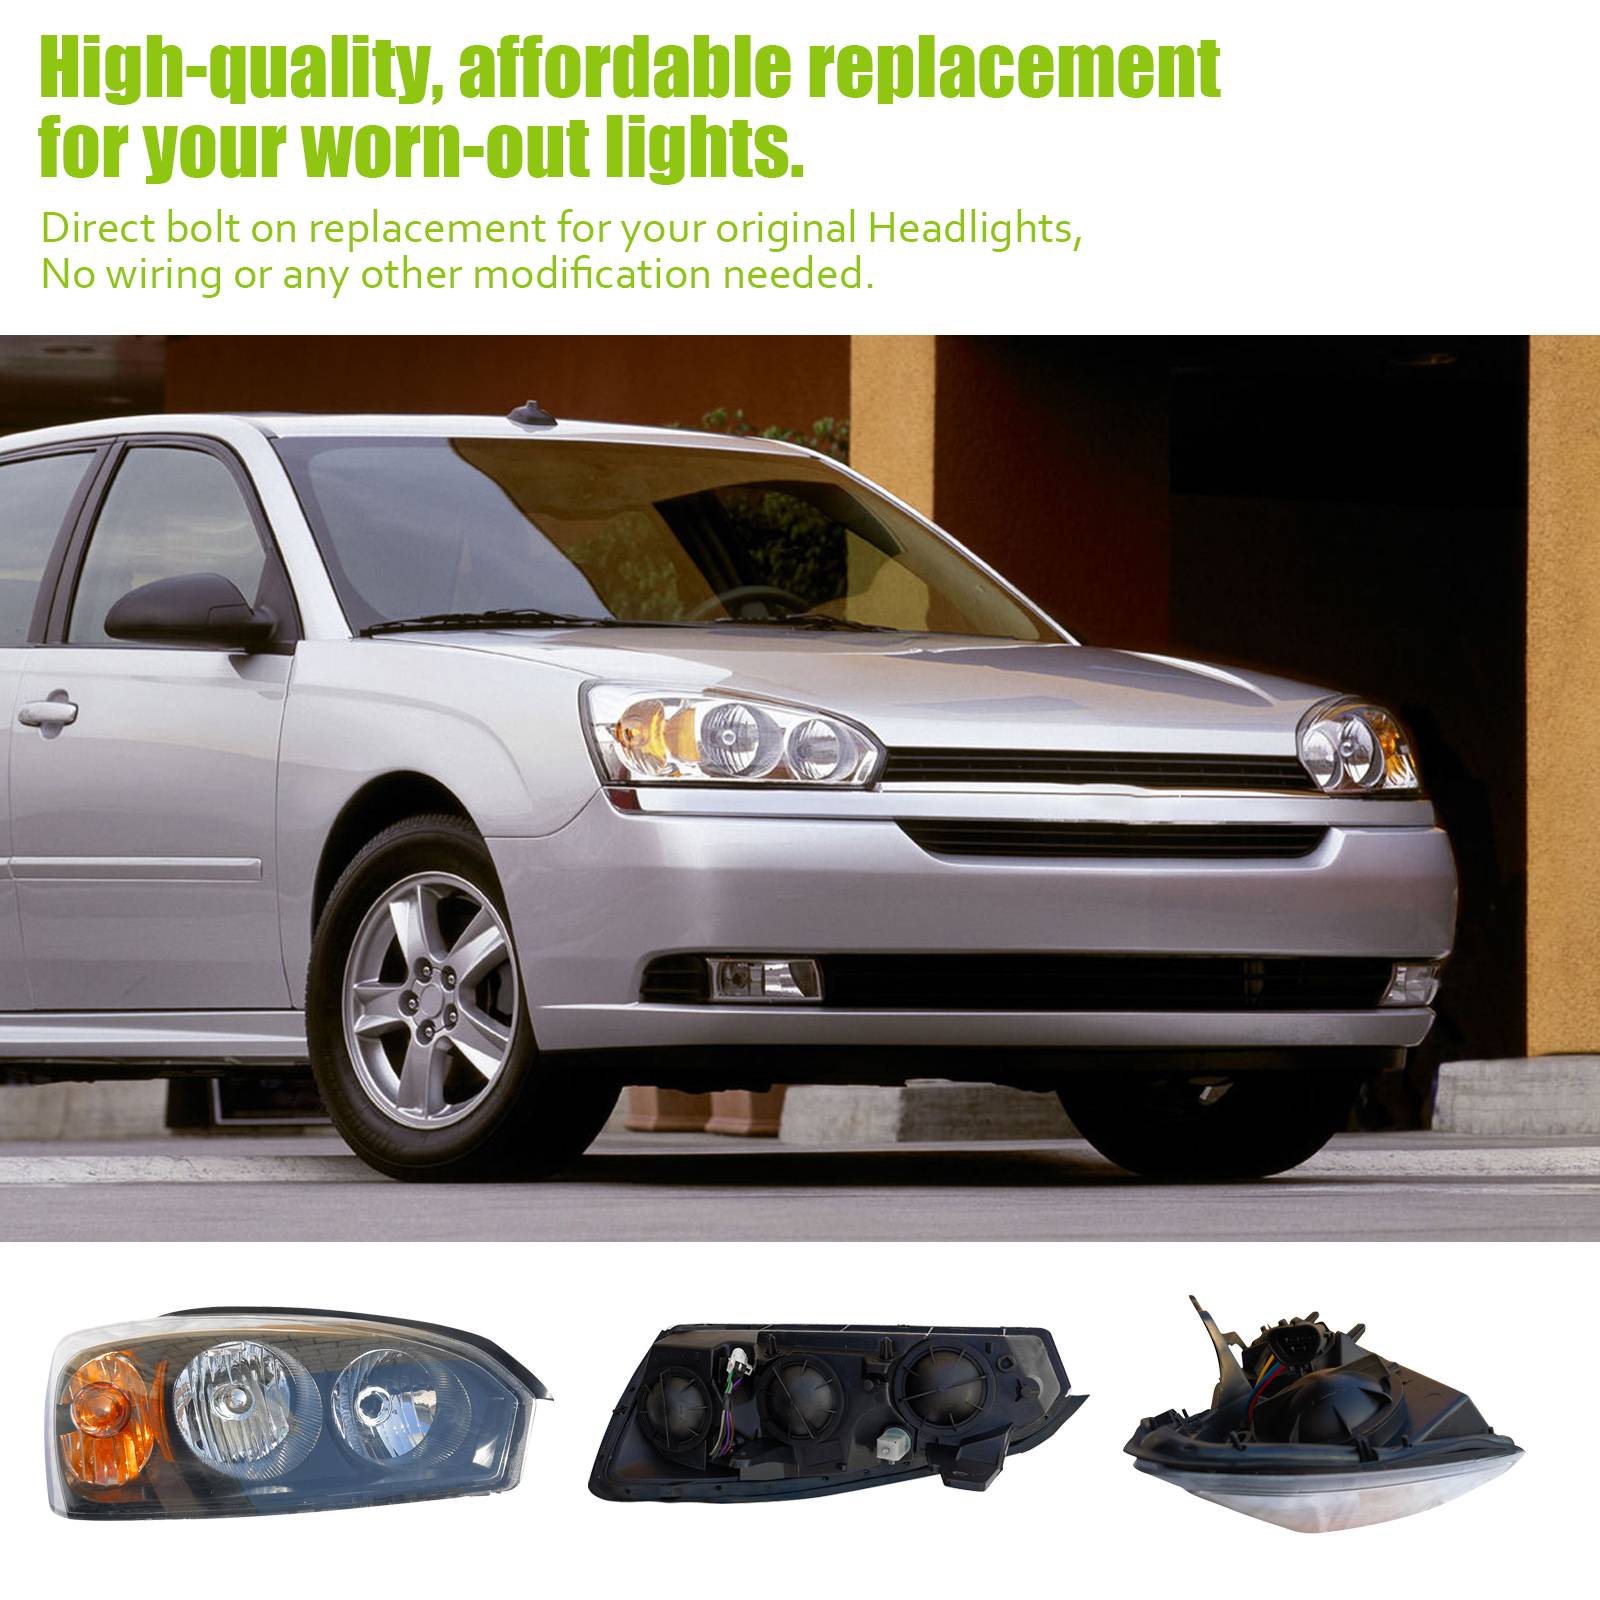 High-quality, affordable replacement
for your worn-out lights.
Direct bolt on replacement for your original Headlights,
No wiring or any other modification needed.